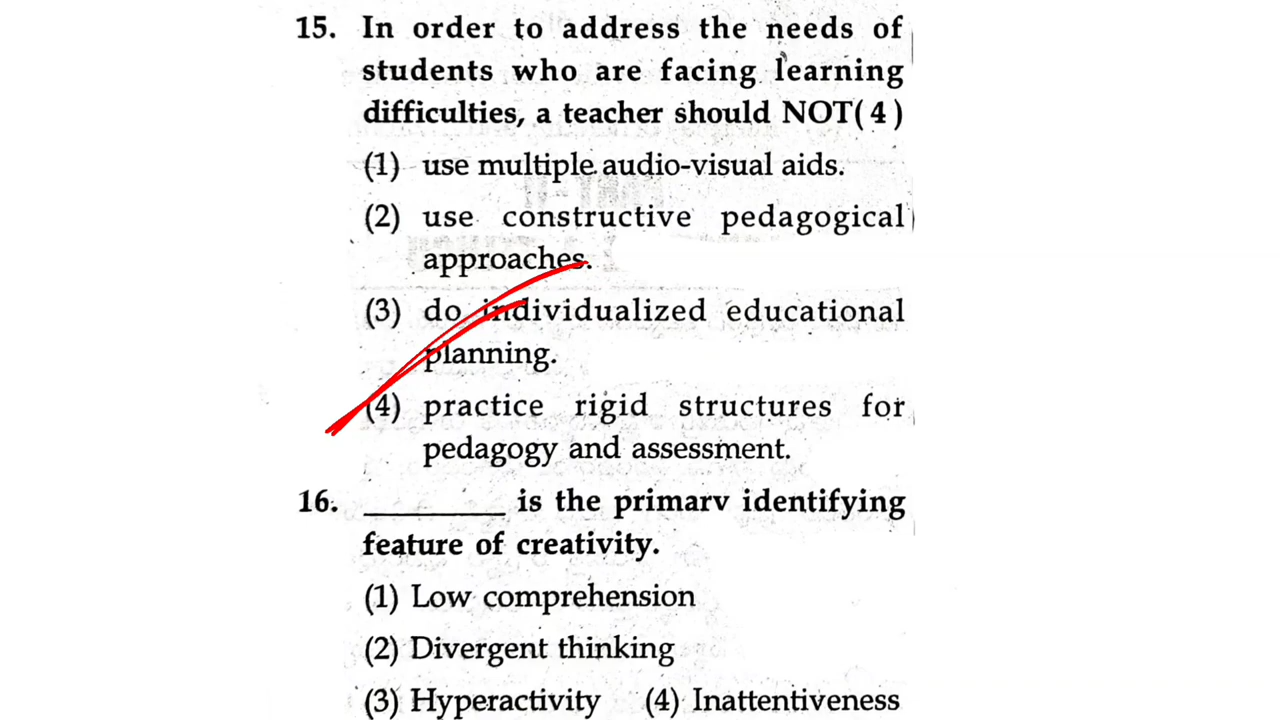 15. In order to address the needs of
students who are facing learning
difficulties, a teacher should NOT(4)
(1) use multiple audio-visual aids.
(2) use constructive pedagogical
approaches.
(3) do individualized educational
planning.
(4) practice rigid structures for
pedagogy and assessment.
16. ________ is the primarv identifying
feature of creativity.
(1) Low comprehension
(2) Divergent thinking
(3) Hyperactivity (4) Inattentiveness